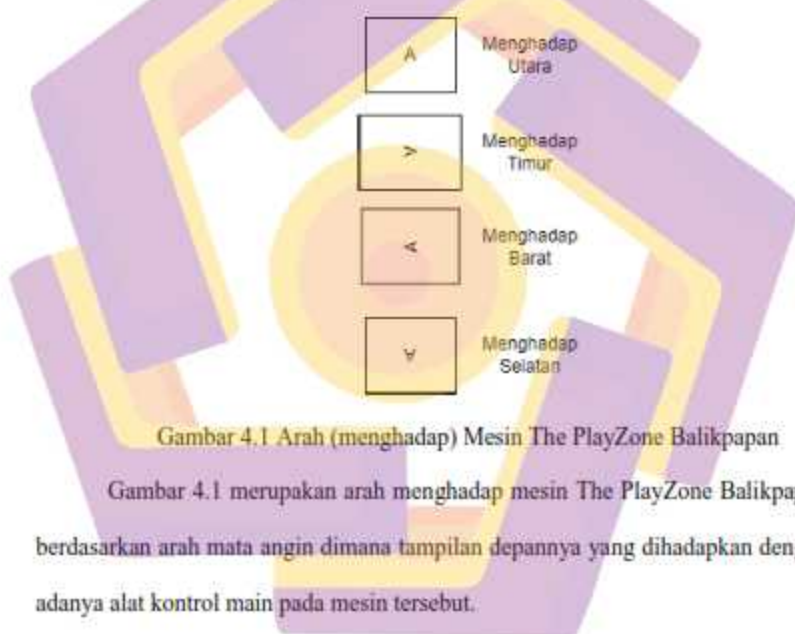 A Menghadap
Utara
A Menghadap
Timur
A Menghadap
Barat
A Menghadap
Selatan
Gambar 4.1 Arah (menghadap) Mesin The PlayZone Balikpapan
Gambar 4.1 merupakan arah menghadap mesin The PlayZone
berdasarkan arah mata angin dimana tampilan depannya yang dihadapkan
adanya alat kontrol main pada mesin tersebut.